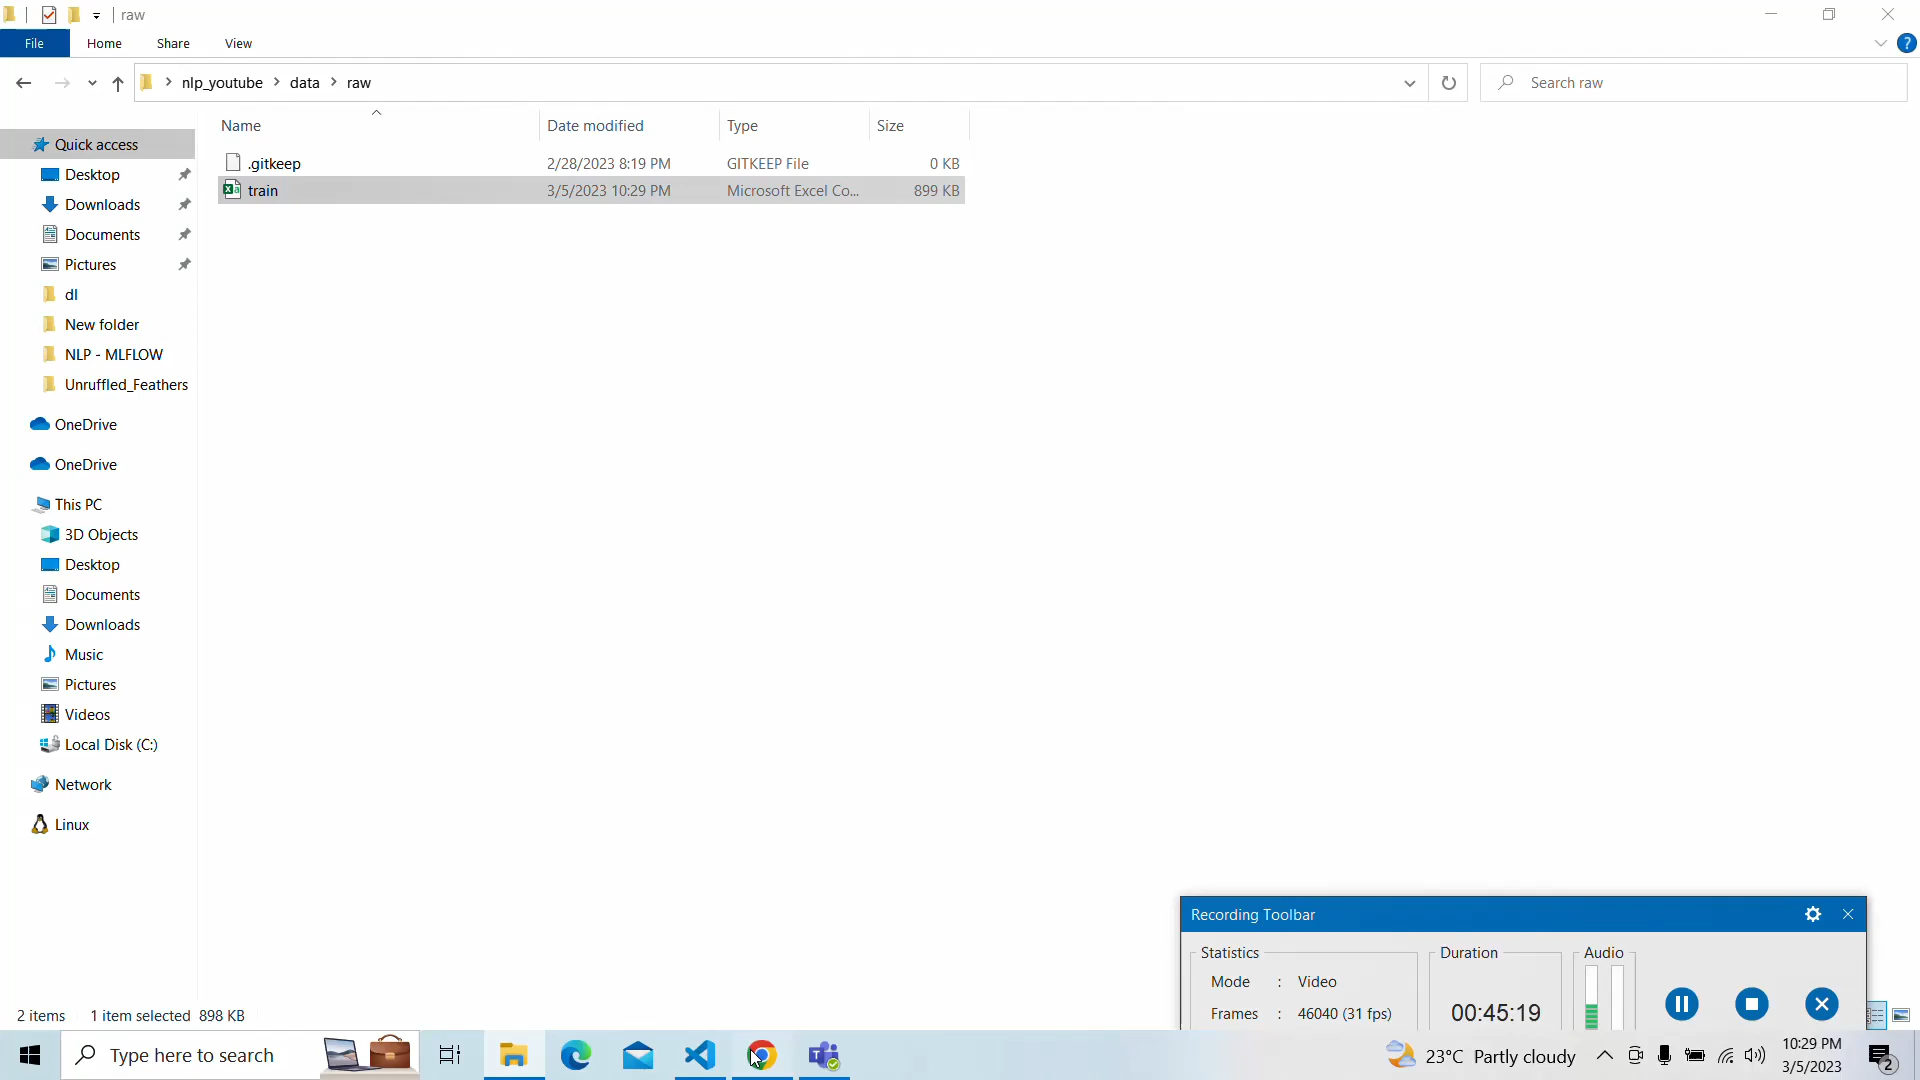 raw
File Home Share View
nlp_youtube data raw
Search raw
Name Date modified Type Size
.gitkeep 2/28/2023 8:19 PM GITKEEP File 0 KB
train 3/5/2023 10:29 PM Microsoft Excel Co... 899 KB
Quick access
Desktop
Downloads
Documents
Pictures
dl
New folder
NLP - MLFLOW
Unruffled_Feathers
OneDrive
OneDrive
This PC
3D Objects
Desktop
Documents
Downloads
Music
Pictures
Videos
Local Disk (C:)
Network
Linux
Recording Toolbar
Statistics Duration Audio
Mode : Video
Frames : 46040 (31 fps) 00:45:19
2 items 1 item selected 898 KB
Type here to search
23°C Partly cloudy
10:29 PM
3/5/2023
2